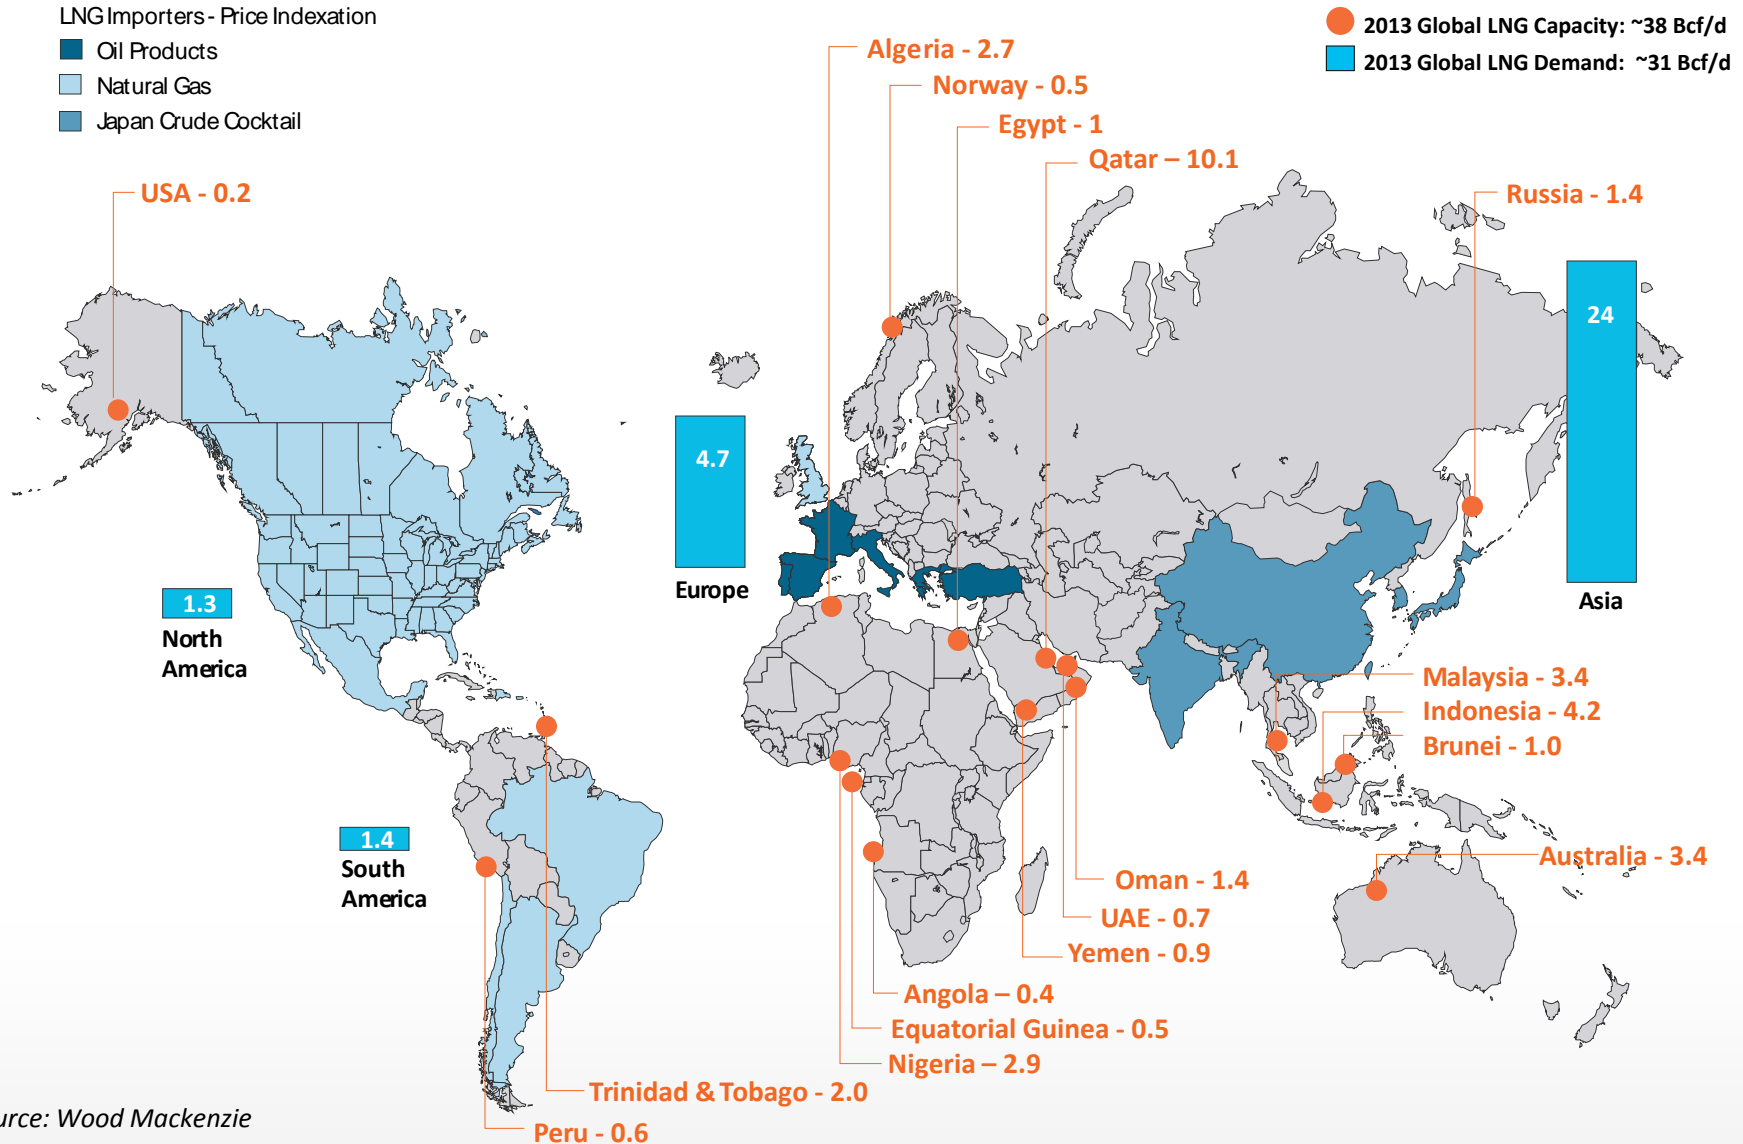 LNG Importers - Price Indexation
Oil Products
Natural Gas
Japan Crude Cocktail
2013 Global LNG Capacity: ~38 Bcf/d
2013 Global LNG Demand: ~31 Bcf/d
Algeria - 2.7
Norway - 0.5
Egypt - 1
Qatar – 10.1
USA - 0.2
Russia - 1.4
24
4.7
Europe
Asia
1.3
North
America
Malaysia - 3.4
Indonesia - 4.2
Brunei - 1.0
1.4
South
America
Australia - 3.4
Oman - 1.4
UAE - 0.7
Yemen - 0.9
Angola – 0.4
Equatorial Guinea - 0.5
Nigeria – 2.9
Trinidad & Tobago - 2.0
urce: Wood Mackenzie
Peru - 0.6